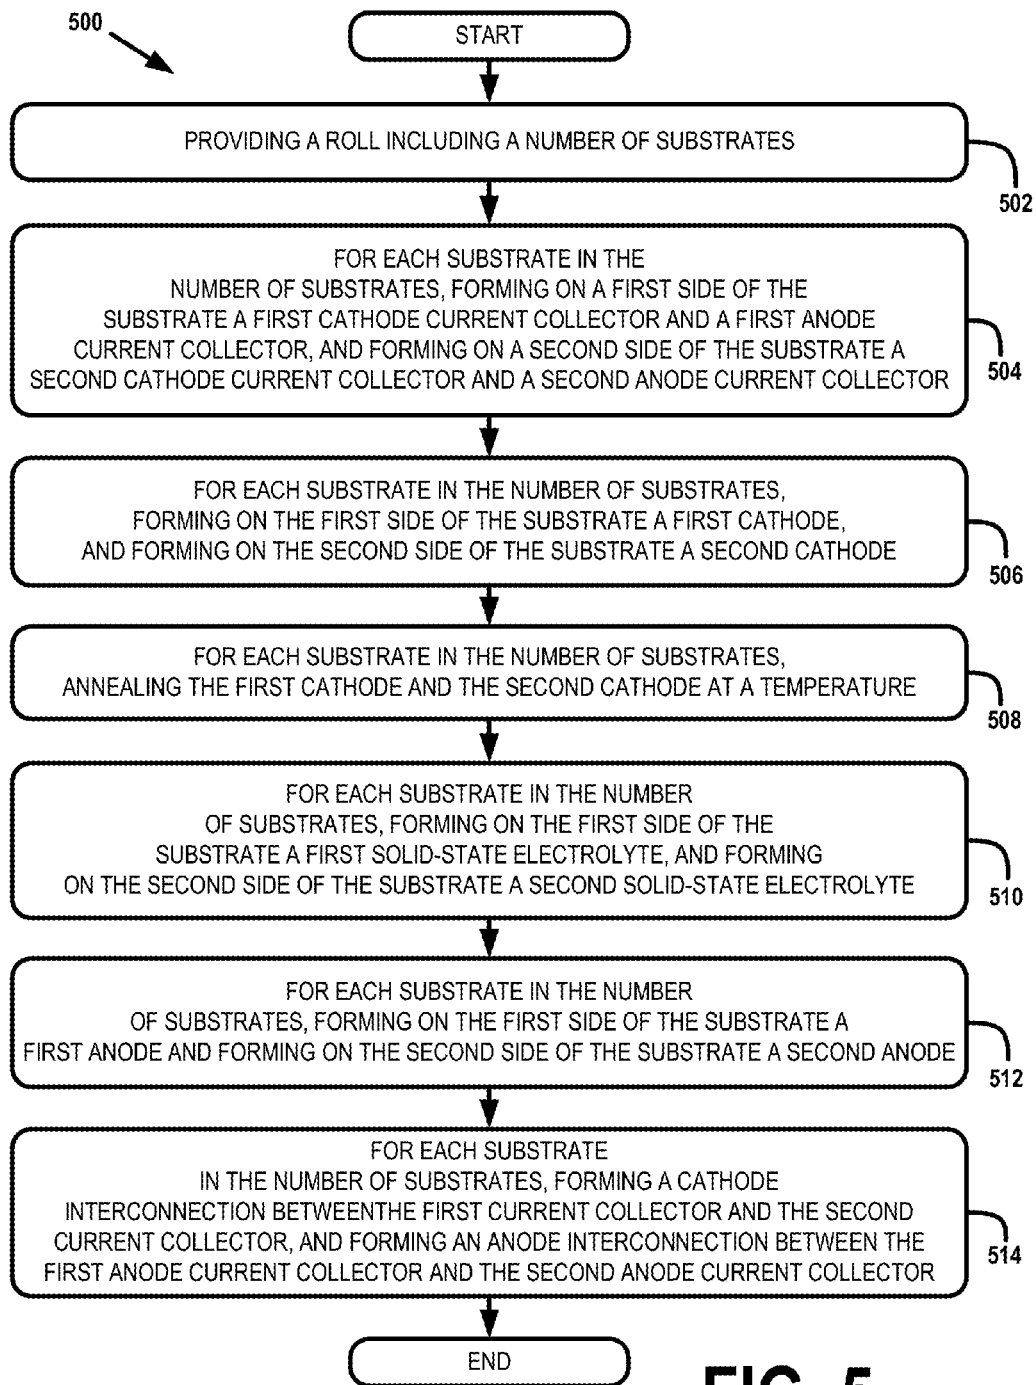 500
START
PROVIDING A ROLL INCLUDING A NUMBER OF SUBSTRATES
502
FOR EACH SUBSTRATE IN THE
NUMBER OF SUBSTRATES, FORMING ON A FIRST SIDE OF THE
SUBSTRATE A FIRST CATHODE CURRENT COLLECTOR AND A FIRST ANODE
CURRENT COLLECTOR, AND FORMING ON A SECOND SIDE OF THE SUBSTRATE A
SECOND CATHODE CURRENT COLLECTOR AND A SECOND ANODE CURRENT COLLECTOR
504
FOR EACH SUBSTRATE IN THE NUMBER OF SUBSTRATES,
FORMING ON THE FIRST SIDE OF THE SUBSTRATE A FIRST CATHODE,
AND FORMING ON THE SECOND SIDE OF THE SUBSTRATE A SECOND CATHODE
506
FOR EACH SUBSTRATE IN THE NUMBER OF SUBSTRATES,
ANNEALING THE FIRST CATHODE AND THE SECOND CATHODE AT A TEMPERATURE
508
FOR EACH SUBSTRATE IN THE NUMBER
OF SUBSTRATES, FORMING ON THE FIRST SIDE OF THE
SUBSTRATE A FIRST SOLID-STATE ELECTROLYTE, AND FORMING
ON THE SECOND SIDE OF THE SUBSTRATE A SECOND SOLID-STATE ELECTROLYTE
510
FOR EACH SUBSTRATE IN THE NUMBER
OF SUBSTRATES, FORMING ON THE FIRST SIDE OF THE SUBSTRATE A
FIRST ANODE AND FORMING ON THE SECOND SIDE OF THE SUBSTRATE A SECOND ANODE
512
FOR EACH SUBSTRATE
IN THE NUMBER OF SUBSTRATES, FORMING A CATHODE
INTERCONNECTION BETWEENTHE FIRST CURRENT COLLECTOR AND THE SECOND
CURRENT COLLECTOR, AND FORMING AN ANODE INTERCONNECTION BETWEEN THE
FIRST ANODE CURRENT COLLECTOR AND THE SECOND ANODE CURRENT COLLECTOR
514
END
FIG. 5